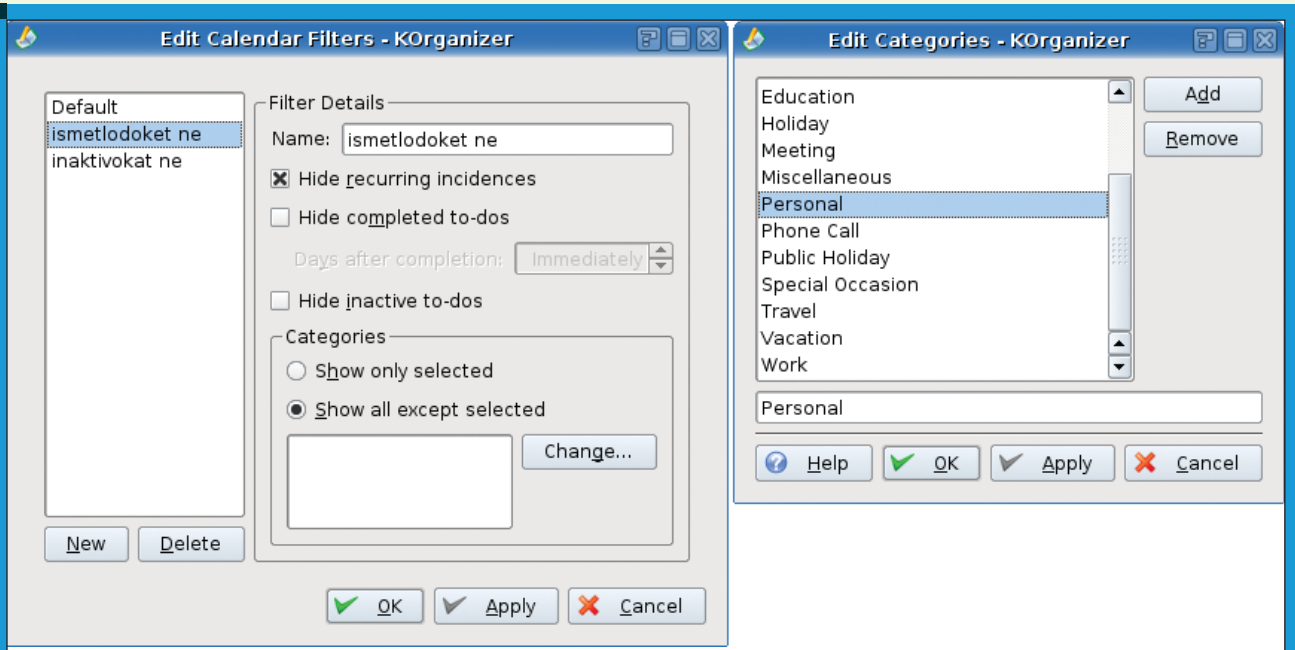 Edit Calendar Filters - KOrganizer
Default
ismetlodoket ne
inaktivokat ne
New
Delete
Filter Details
Name: ismetlodoket ne
Hide recurring incidences
Hide completed to-dos
Days after completion: Immediately
Hide inactive to-dos
Categories
Show only selected
Show all except selected
Change...
OK
Apply
Cancel
Edit Categories - KOrganizer
Education
Holiday
Meeting
Miscellaneous
Personal
Phone Call
Public Holiday
Special Occasion
Travel
Vacation
Work
Add
Remove
Personal
Help
OK
Apply
Cancel